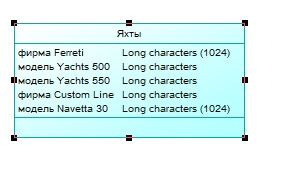 Яхты
фирма Ferreti Long characters (1024)
модель Yachts 500 Long characters
модель Yachts 550 Long characters
фирма Custom Line Long characters
модель Navetta 30 Long characters (1024)